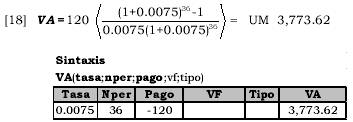 [18] VA = 120 ⟨ (1+0.0075)^36 -1 / 0.0075(1+0.0075)^36 ⟩ = UM 3,773.62
Sintaxis
VA(tasa;nper;pago;vf;tipo)
Tasa Nper Pago VF Tipo VA
0.0075 36 -120 3,773.62